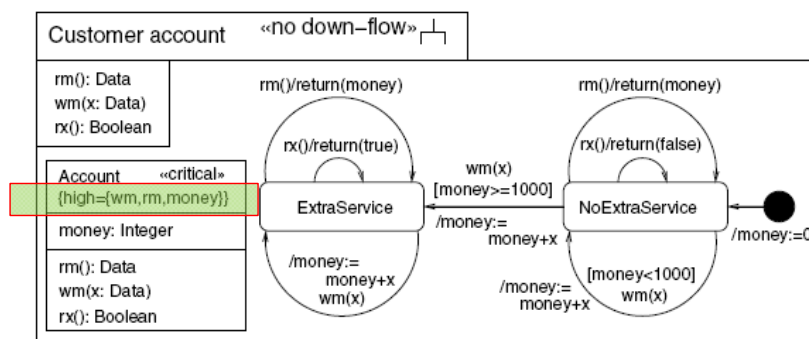 Customer account «no down–flow»
rm(): Data
wm(x: Data)
rx(): Boolean
Account «critical»
{high={wm,rm,money}}
money: Integer
rm(): Data
wm(x: Data)
rx(): Boolean
rm()/return(money)
rx()/return(true)
ExtraService
/money:=
money+x
wm(x)
wm(x)
[money>=1000]
/money:=
money+x
rm()/return(money)
rx()/return(false)
NoExtraService
/money:=
money+x
[money<1000]
wm(x)
/money:=0